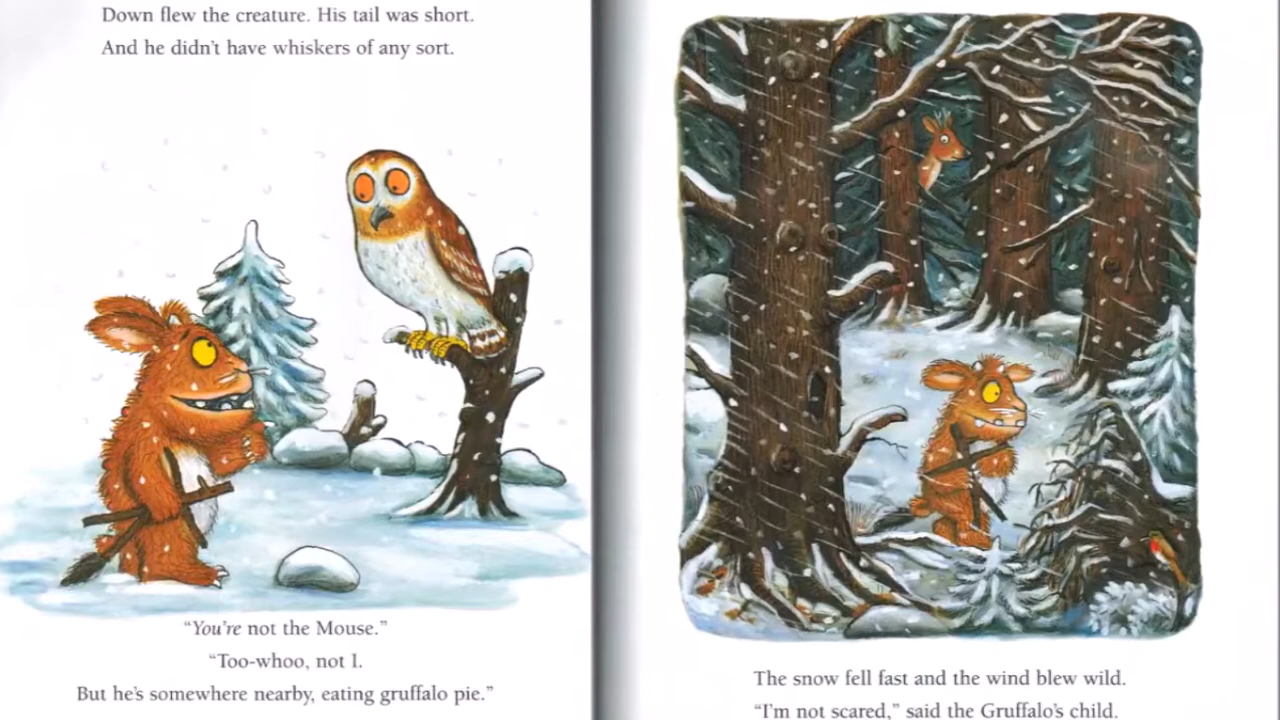 Down flew the creature. His tail was short.
And he didn't have whiskers of any sort.
"You're not the Mouse."
"Too-whoo, not I.
But he's somewhere nearby, eating gruffalo pie."
The snow fell fast and the wind blew wild.
"I'm not scared," said the Gruffalo's child.